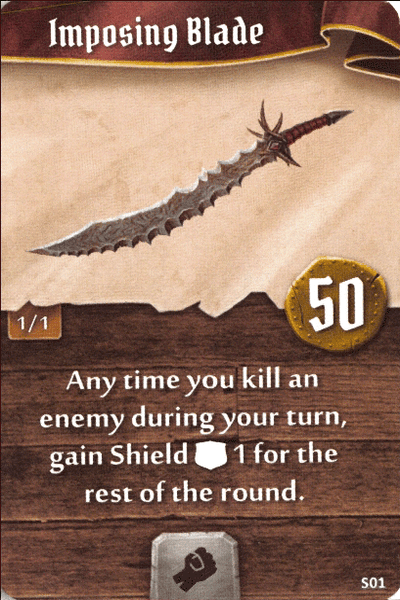 Imposing Blade
50
1/1
Any time you kill an
enemy during your turn,
gain Shield 1 for the
rest of the round.
S01